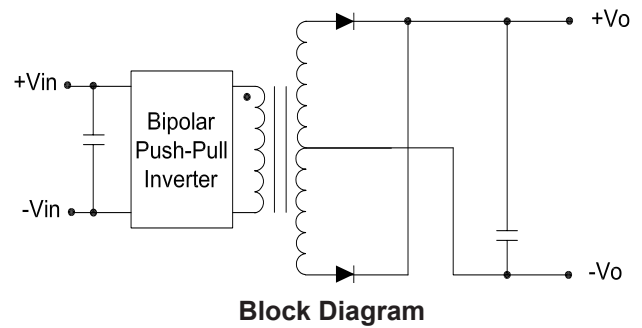 +Vo
+Vin
Bipolar
Push-Pull
Inverter
-Vin
-Vo
Block Diagram